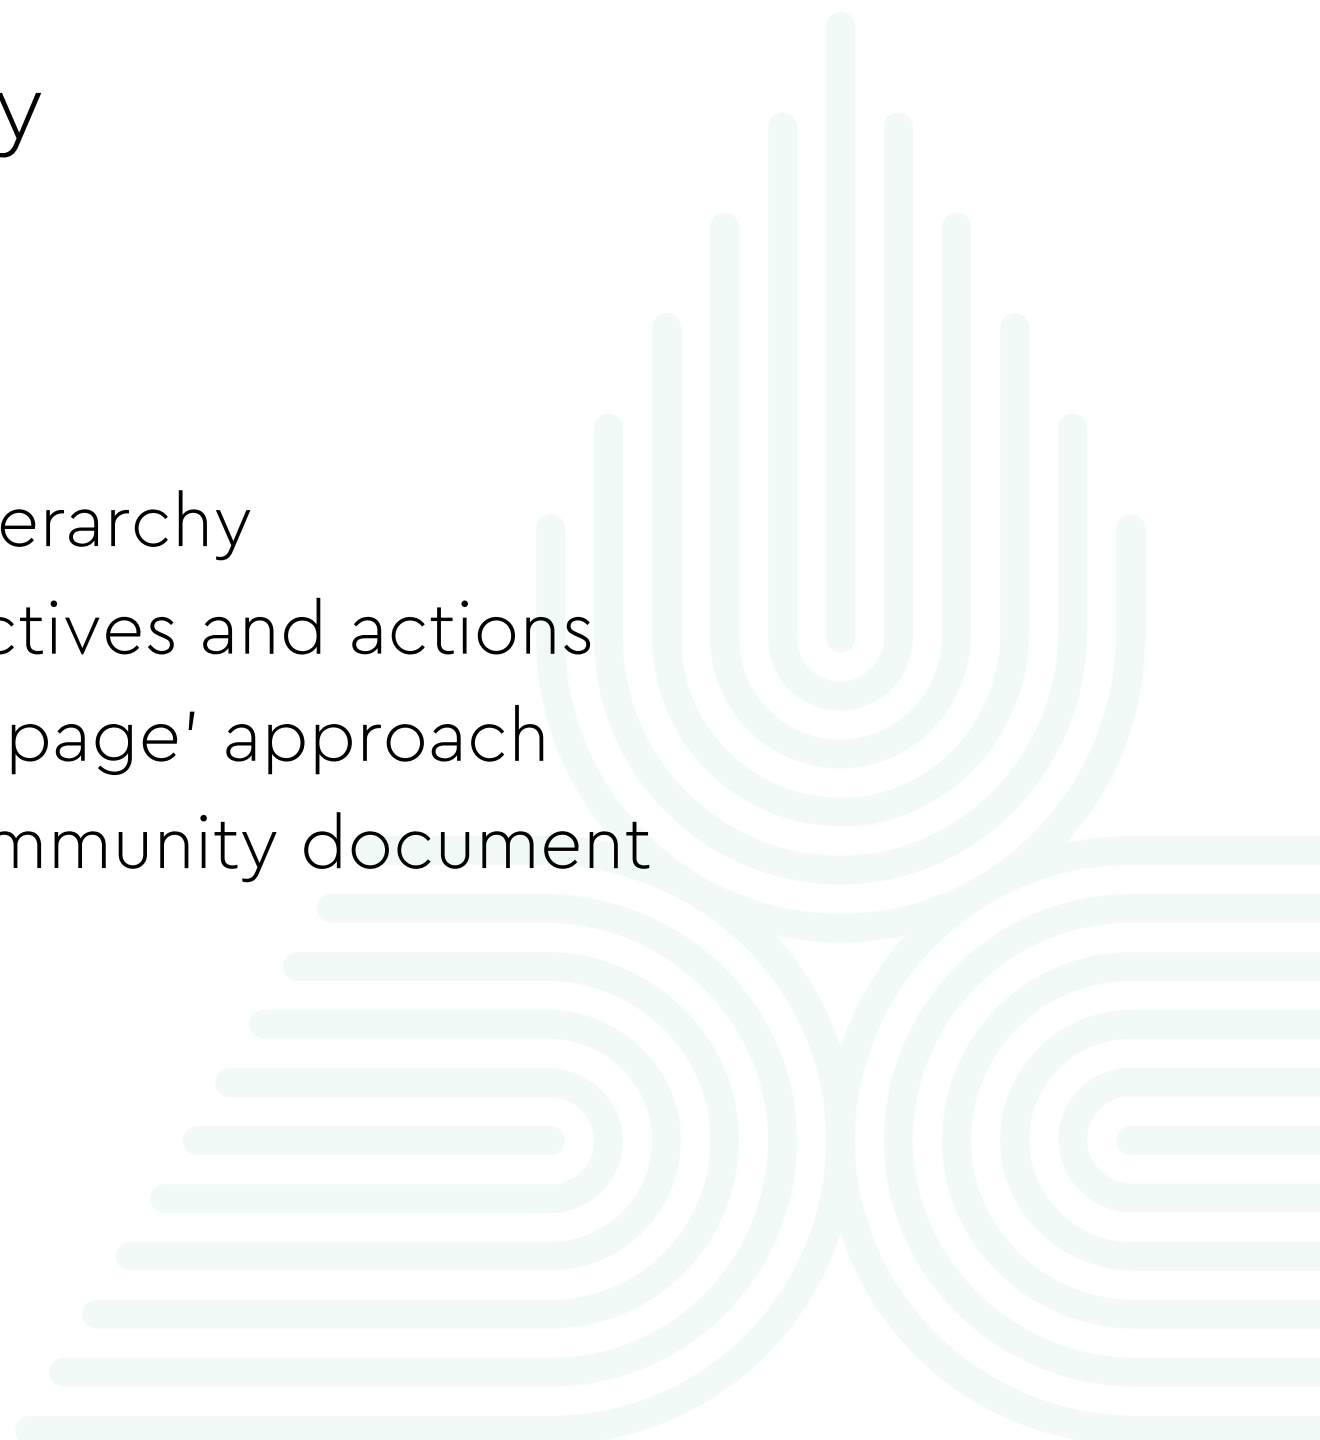 y
erarchy
ctives and actions
page' approach
mmunity document